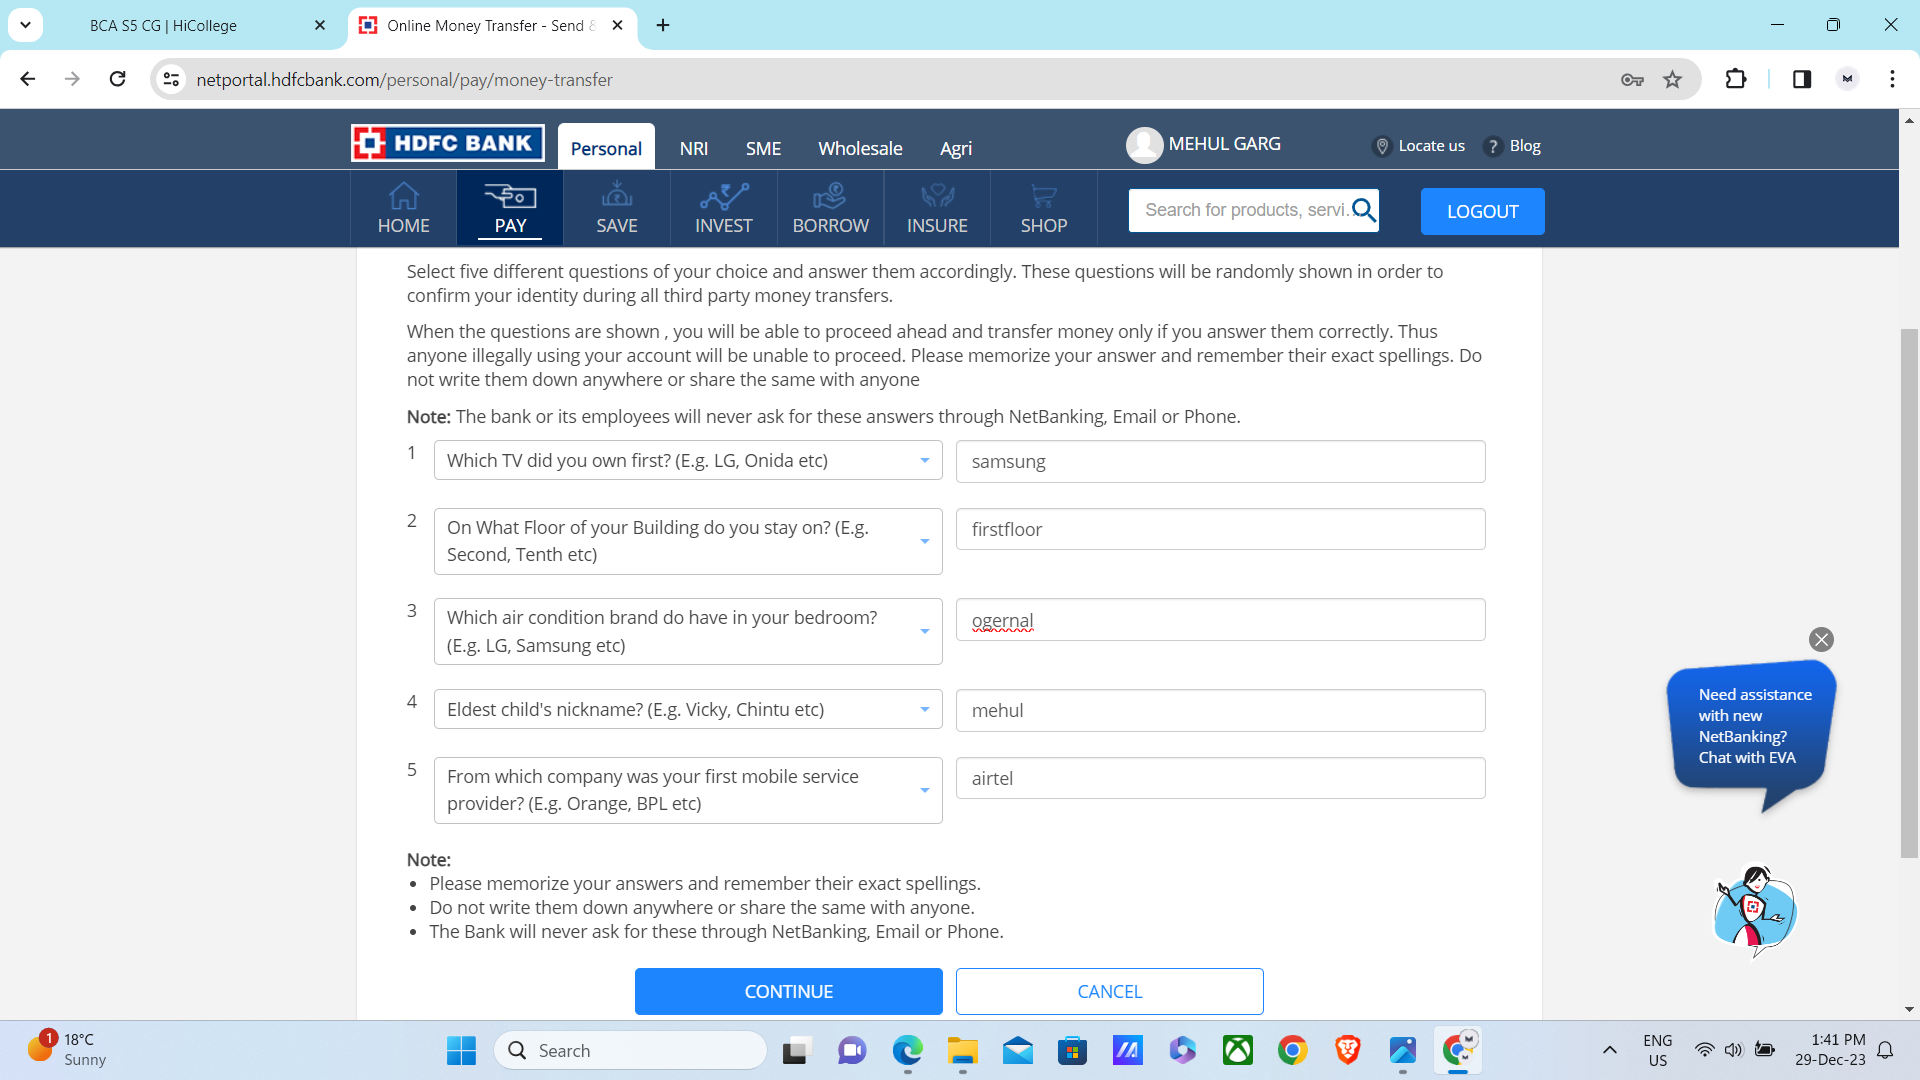 BCA S5 CG | HiCollege
Online Money Transfer - Send &
netportal.hdfcbank.com/personal/pay/money-transfer
HDFC BANK
Personal
NRI
SME
Wholesale
Agri
MEHUL GARG
Locate us
? Blog
HOME
PAY
SAVE
INVEST
BORROW
INSURE
SHOP
Search for products, servi...
LOGOUT
Select five different questions of your choice and answer them accordingly. These questions will be randomly shown in order to
confirm your identity during all third party money transfers.
When the questions are shown , you will be able to proceed ahead and transfer money only if you answer them correctly. Thus
anyone illegally using your account will be unable to proceed. Please memorize your answer and remember their exact spellings. Do
not write them down anywhere or share the same with anyone
Note: The bank or its employees will never ask for these answers through NetBanking, Email or Phone.
1 Which TV did you own first? (E.g. LG, Onida etc) samsung
2 On What Floor of your Building do you stay on? (E.g.
Second, Tenth etc)
firstfloor
3 Which air condition brand do have in your bedroom?
(E.g. LG, Samsung etc)
ogernal
4 Eldest child's nickname? (E.g. Vicky, Chintu etc) mehul
5 From which company was your first mobile service
provider? (E.g. Orange, BPL etc)
airtel
Need assistance
with new
NetBanking?
Chat with EVA
Note:
• Please memorize your answers and remember their exact spellings.
• Do not write them down anywhere or share the same with anyone.
• The Bank will never ask for these through NetBanking, Email or Phone.
CONTINUE
CANCEL
1
18°C
Sunny
Search
ENG
US
1:41 PM
29-Dec-23